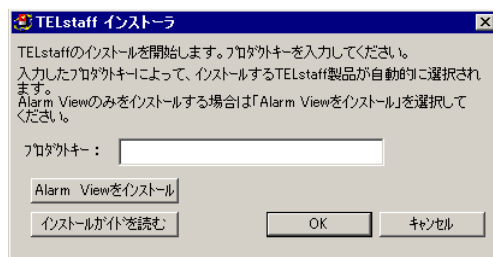 TELstaff インストーラ
TELstaffのインストールを開始します。プロダクトキーを入力してください。
入力したプロダクトキーによって、インストールするTELstaff製品が自動的に選択され
ます。
Alarm Viewのみをインストールする場合は「Alarm Viewをインストール」を選択して
ください。
プロダクトキー：
Alarm Viewをインストール
インストールガイドを読む
OK
キャンセル